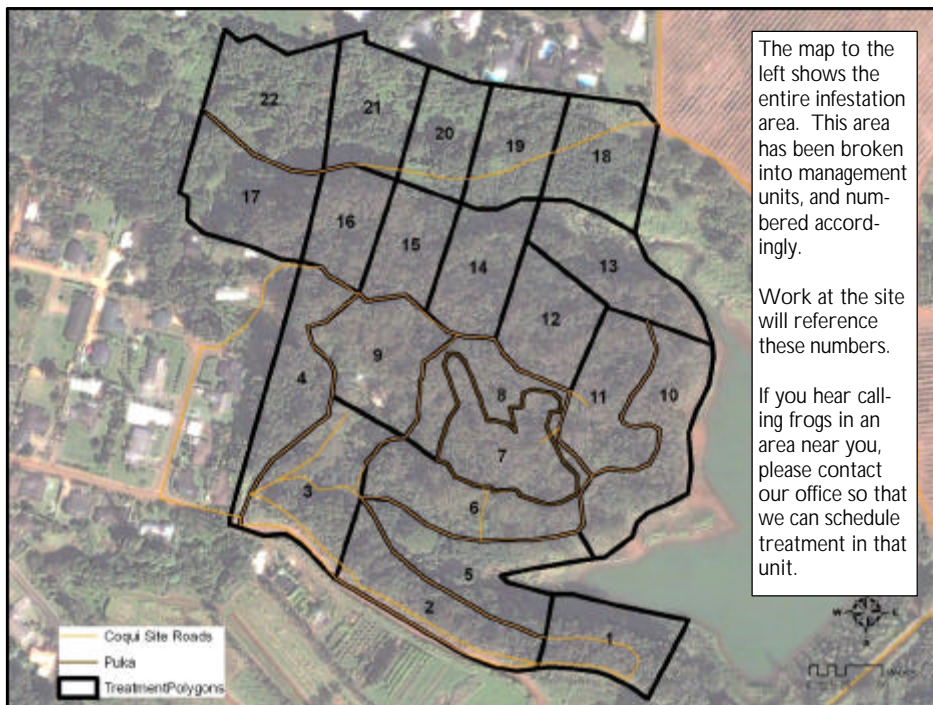 The map to the
left shows the
entire infestation
area. This area
has been broken
into management
units, and num-
bered accord-
ingly.
Work at the site
will reference
these numbers.
If you hear call-
ing frogs in an
area near you,
please contact
our office so that
we can schedule
treatment in that
unit.
22
21
20
19
18
17
16
15
14
13
12
11
10
9
8
7
6
5
4
3
2
1
Coqui Site Roads
Puka
TreatmentPolygons
W
E